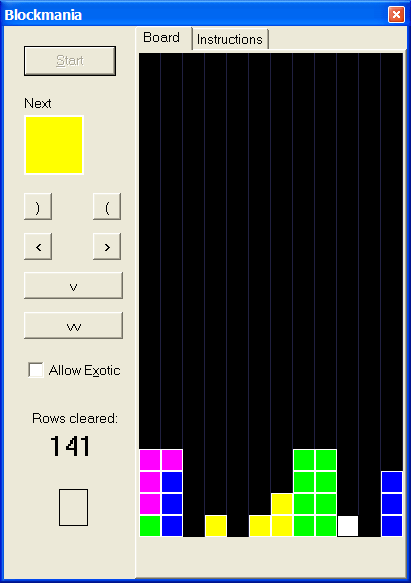 Blockmania
Board
Instructions
Start
Next
)
(
<
>
v
vv
Allow Exotic
Rows cleared:
141